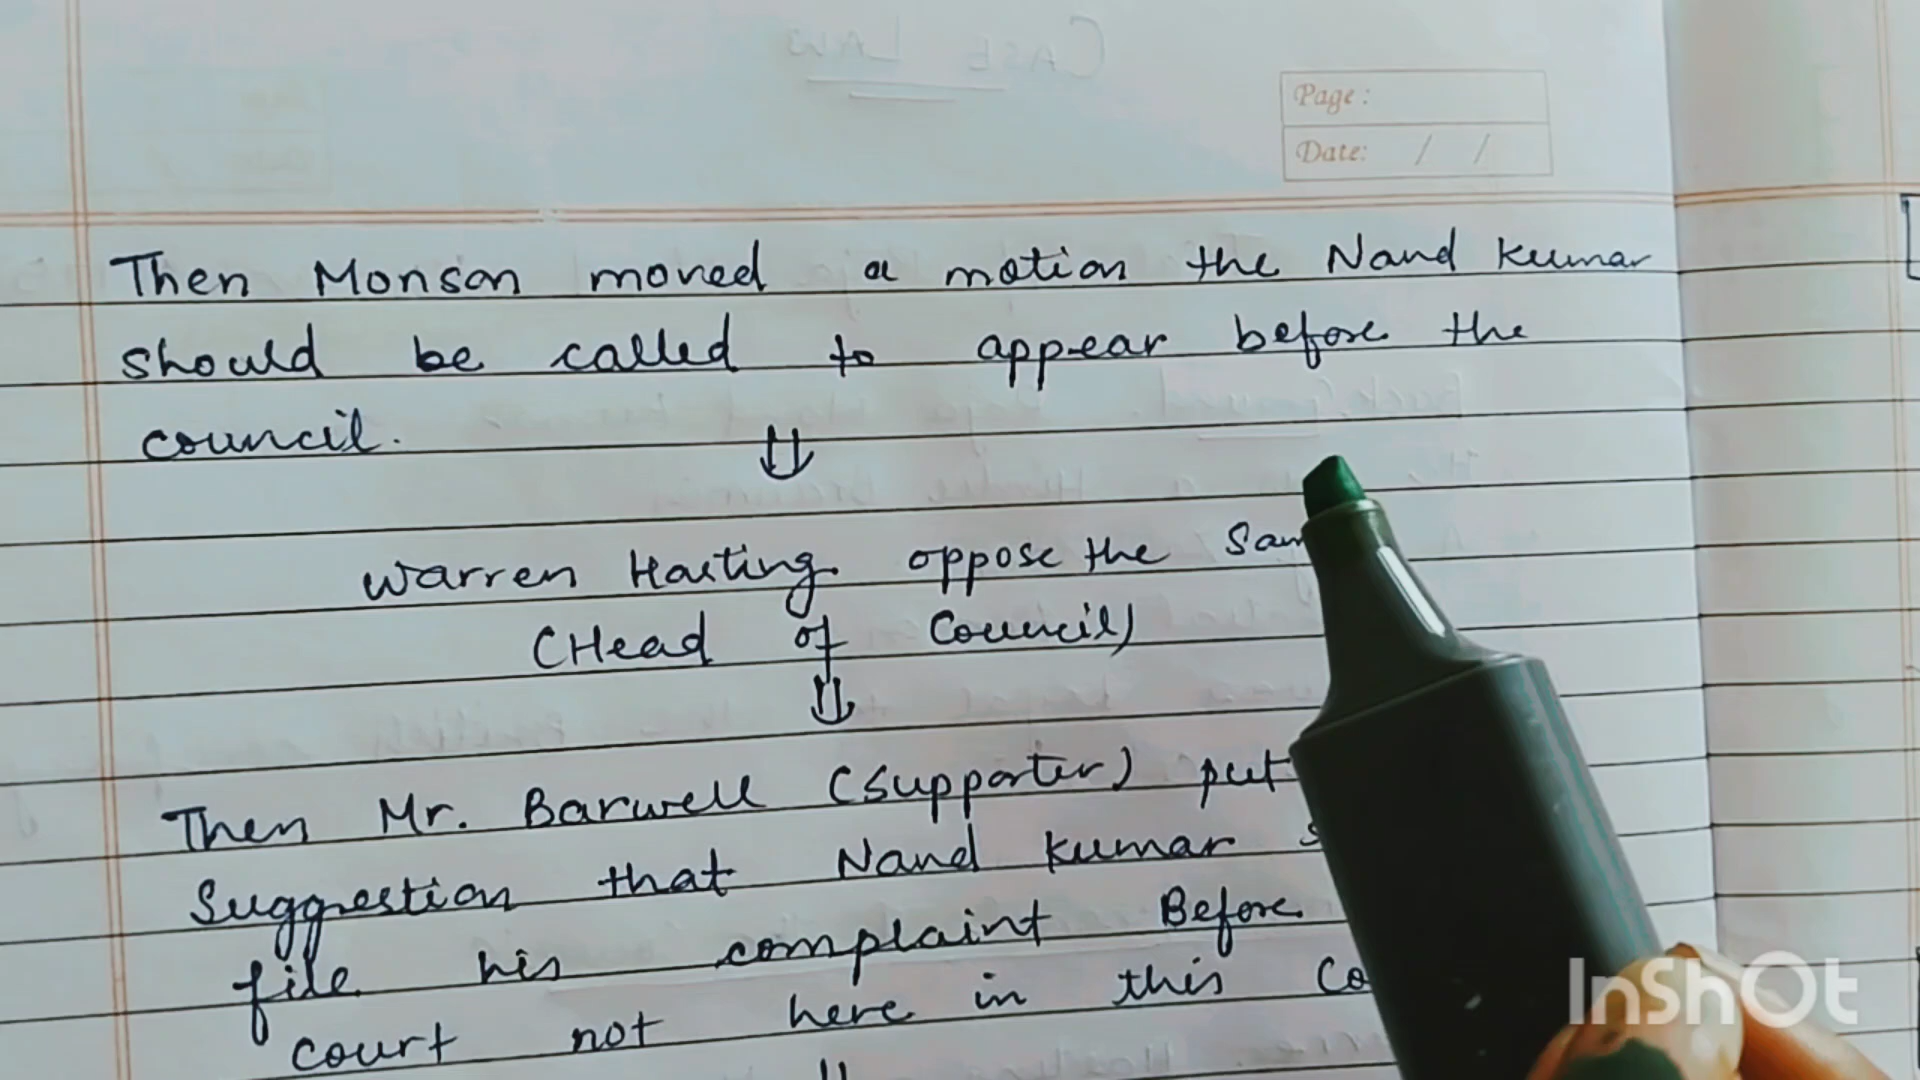 CASE LAW
Page:
Date: / /
Then Monson moved a motion the Nand Kumar
should be called to appear before the
council.
Warren Hasting. oppose the
(Head of Council)
Then Mr. Barwell (Supporter) put
Suggestion that Nand Kumar
file his complaint Before
court not here in this
InShOt